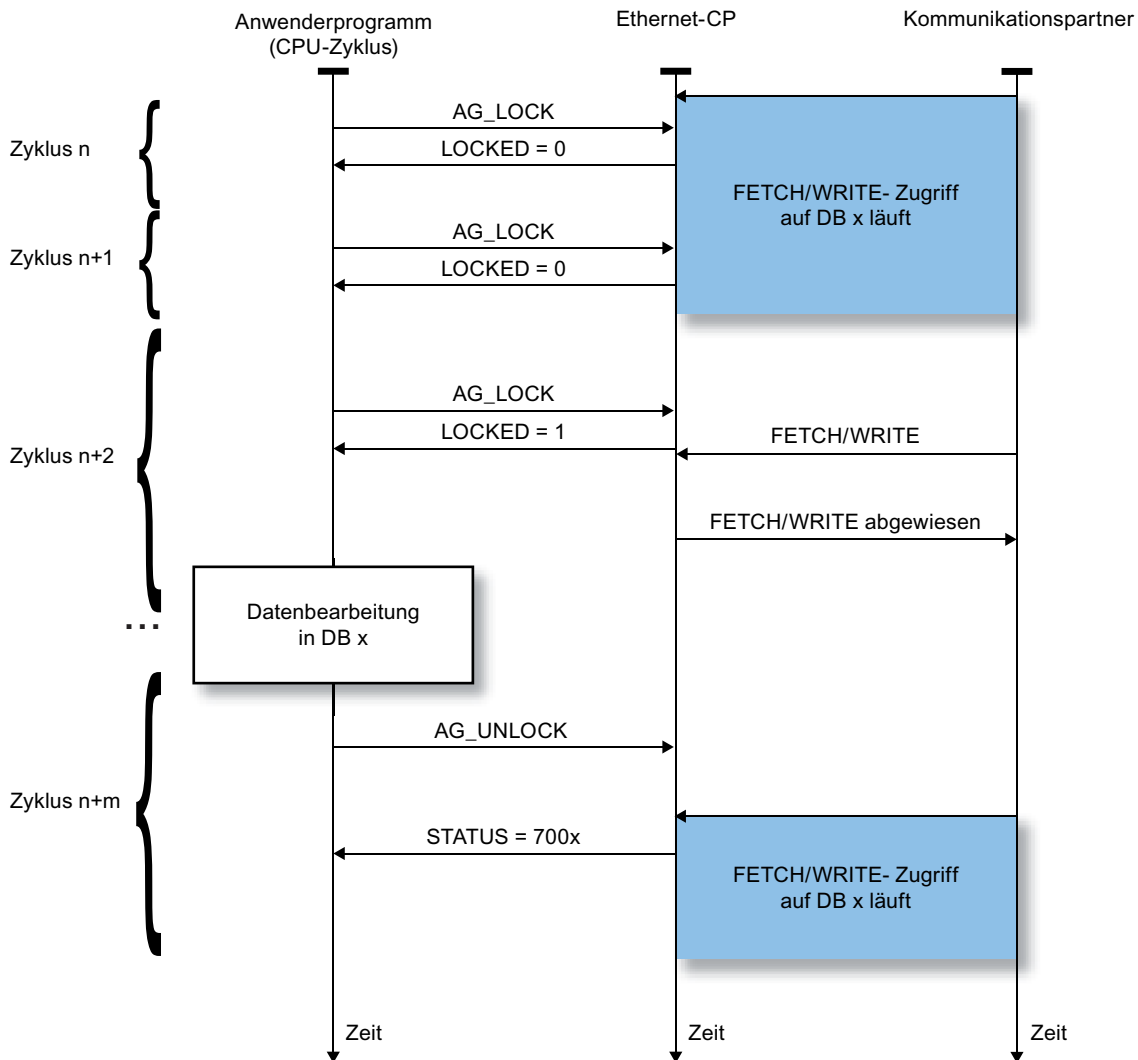 Anwenderprogramm
(CPU-Zyklus)
Ethernet-CP
Kommunikationspartner
Zyklus n
AG_LOCK
LOCKED = 0
FETCH/WRITE- Zugriff
auf DB x läuft
Zyklus n+1
AG_LOCK
LOCKED = 0
Zyklus n+2
AG_LOCK
LOCKED = 1
FETCH/WRITE
FETCH/WRITE abgewiesen
Datenbearbeitung
in DB x
...
Zyklus n+m
AG_UNLOCK
STATUS = 700x
FETCH/WRITE- Zugriff
auf DB x läuft
Zeit
Zeit
Zeit